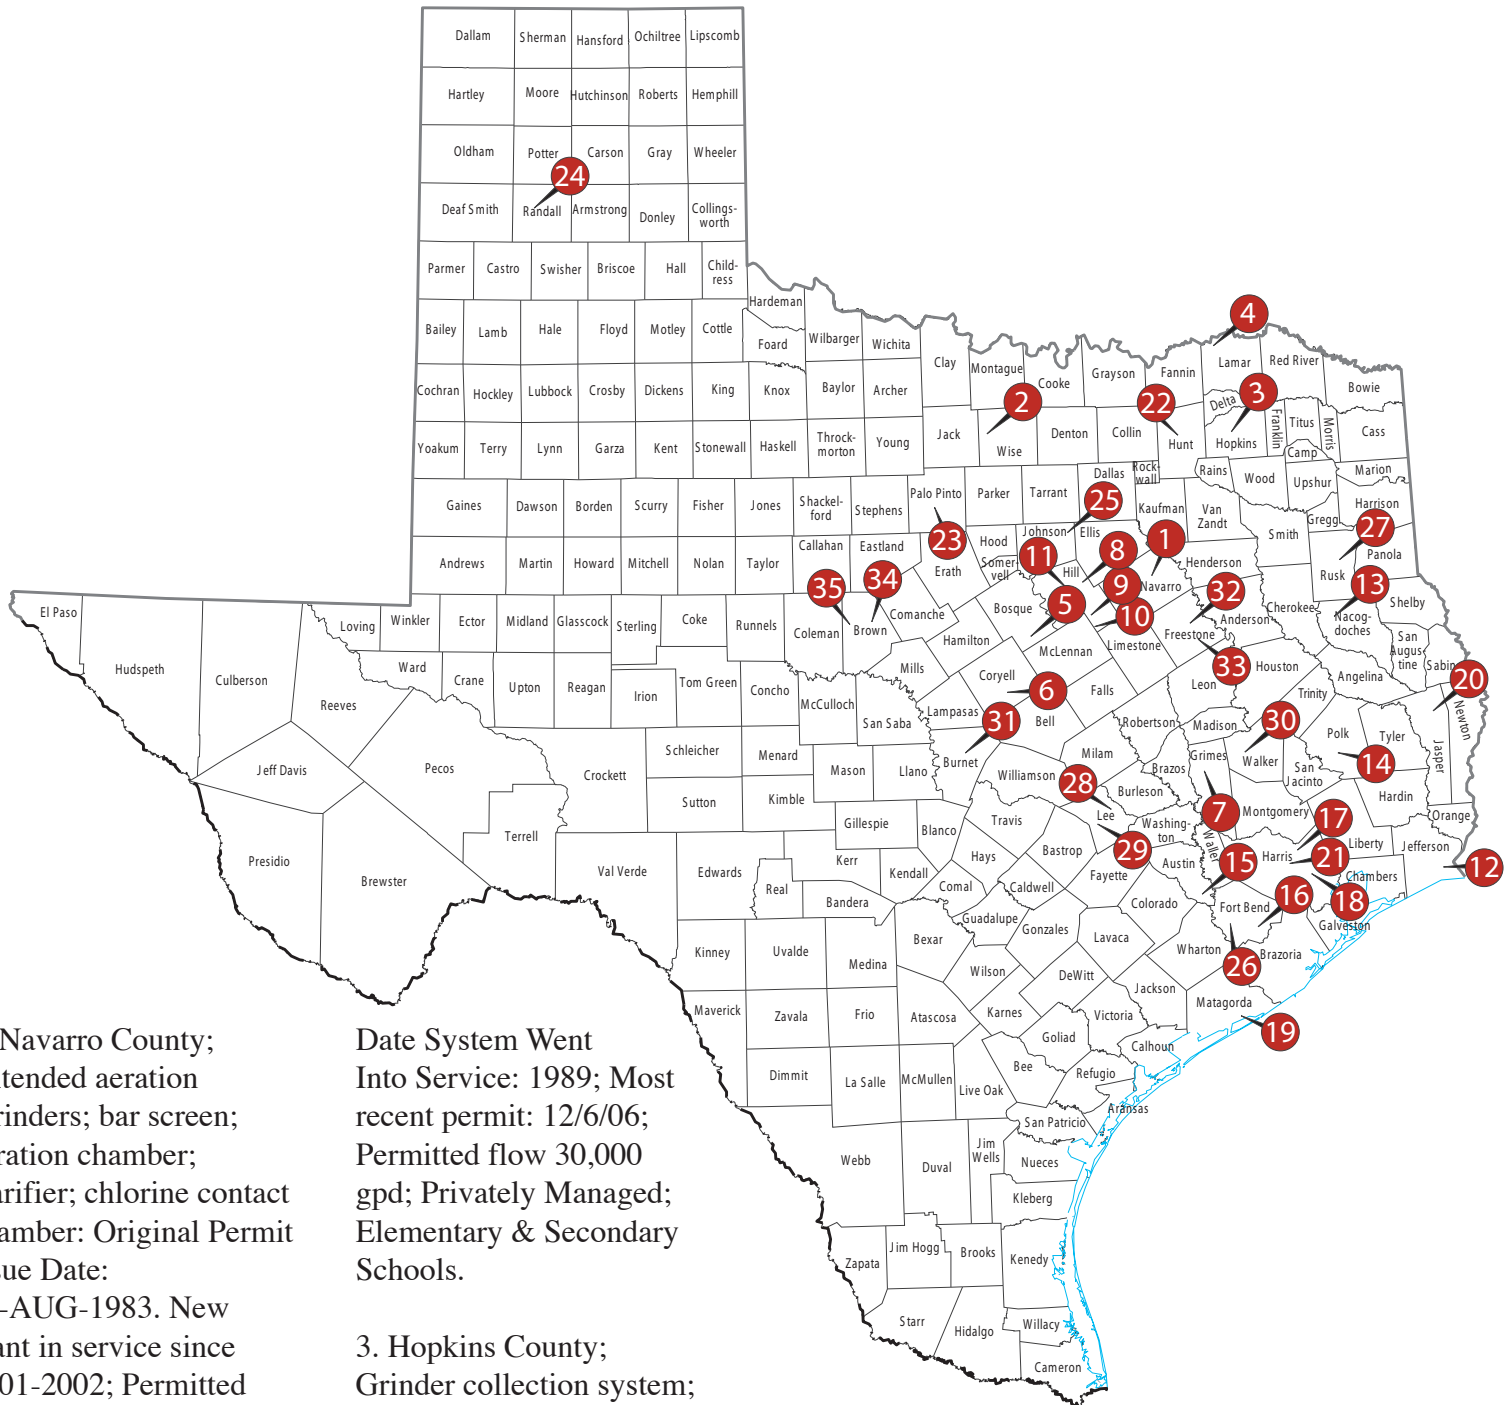 Dallam
Sherman
Hansford
Ochiltree
Lipscomb
Hartley
Moore
Hutchinson
Roberts
Hemphill
Oldham
Potter
Carson
Gray
Wheeler
24
Deaf Smith
Randall
Armstrong
Donley
Collings-
worth
Parmer
Castro
Swisher
Briscoe
Hall
Child-
ress
Hardeman
Bailey
Lamb
Hale
Floyd
Motley
Cottle
Foard
Wilbarger
Wichita
Clay
Montague
Cooke
Grayson
Fannin
4
Lamar
Red River
Bowie
Cochran
Hockley
Lubbock
Crosby
Dickens
King
Knox
Baylor
Archer
2
22
Delta
3
Yoakum
Terry
Lynn
Garza
Kent
Stonewall
Haskell
Throck-
morton
Young
Jack
Wise
Denton
Collin
Hunt
Hopkins
Franklin
Titus
Morris
Cass
Camp
Gaines
Dawson
Borden
Scurry
Fisher
Jones
Shackel-
ford
Stephens
Palo Pinto
Parker
Tarrant
Dallas
Rock-
wall
Rains
Wood
Upshur
Marion
25
Kaufman
Van
Zandt
Smith
Gregg
Harrison
27
Andrews
Martin
Howard
Mitchell
Nolan
Taylor
Callahan
Eastland
23
Erath
Hood
Somer-
vell
Johnson
Ellis
11
8
1
Henderson
Rusk
Panola
35
34
Hill
9
Navarro
32
13
El Paso
Hudspeth
Culberson
Loving
Winkler
Ector
Midland
Glasscock
Sterling
Coke
Runnels
Coleman
Brown
Comanche
Bosque
5
10
Freestone
Anderson
Cherokee
Nacog-
doches
Shelby
Ward
Crane
Upton
Reagan
Irion
Tom Green
Concho
Hamilton
McLennan
Limestone
San
Augus-
tine
Sabin
Reeves
McCulloch
San Saba
Mills
Coryell
6
Falls
33
Leon
Houston
Angelina
20
Newton
Lampasas
31
Bell
Robertson
Madison
30
Trinity
Polk
Tyler
Jasper
Jeff Davis
Pecos
Crockett
Schleicher
Menard
Mason
Llano
Burnet
Williamson
Milam
28
Brazos
Grimes
Walker
San
Jacinto
14
Sutton
Kimble
Burleson
7
Montgomery
17
Hardin
Terrell
Gillespie
Blanco
Travis
Lee
Washing-
ton
Waller
Orange
Presidio
Brewster
Val Verde
Edwards
Real
Kerr
Kendall
Hays
Bastrop
29
Austin
15
Harris
21
Liberty
Jefferson
12
Bandera
Comal
Caldwell
Fayette
Colorado
Fort Bend
16
18
Chambers
Galveston
Kinney
Uvalde
Medina
Bexar
Guadalupe
Gonzales
Lavaca
Wharton
26
Brazoria
Wilson
DeWitt
Jackson
Matagorda
19
Maverick
Zavala
Frio
Atascosa
Karnes
Victoria
Goliad
Calhoun
Dimmit
La Salle
McMullen
Live Oak
Bee
Refugio
Aransas
San Patricio
Webb
Duval
Jim
Wells
Nueces
Kleberg
Zapata
Jim Hogg
Brooks
Kenedy
Starr
Hidalgo
Willacy
Cameron
Navarro County;
tended aeration
rinders; bar screen;
ration chamber;
arifier; chlorine contact
amber: Original Permit
sue Date:
-AUG-1983. New
ant in service since
01-2002; Permitted
Date System Went
Into Service: 1989; Most
recent permit: 12/6/06;
Permitted flow 30,000
gpd; Privately Managed;
Elementary & Secondary
Schools.
3. Hopkins County;
Grinder collection system;